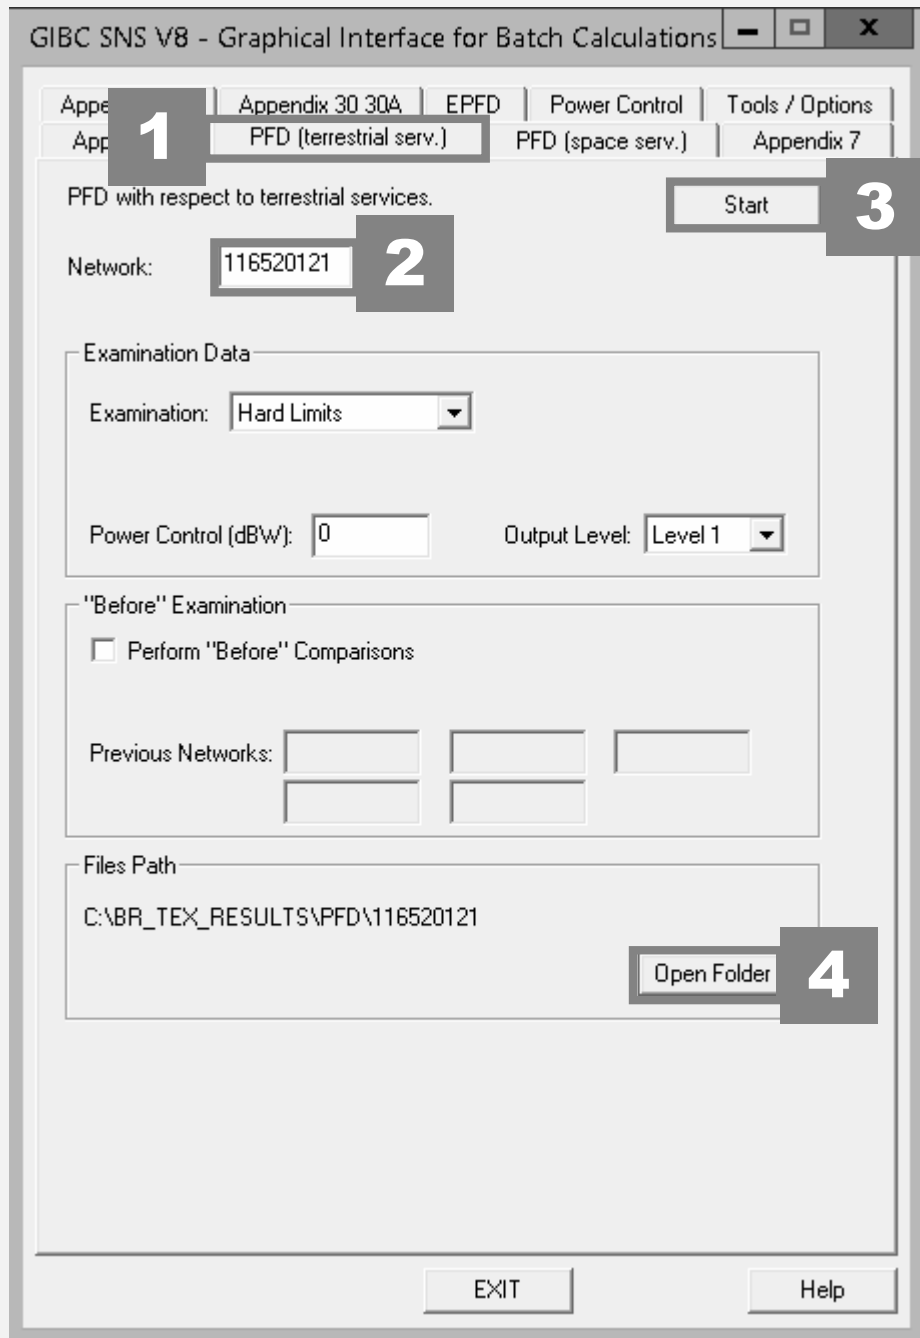 GIBC SNS V8 - Graphical Interface for Batch Calculations
Appendix 30 30A EPFD Power Control Tools / Options
1 PFD (terrestrial serv.) PFD (space serv.) Appendix 7
PFD with respect to terrestrial services.
Start 3
Network: 116520121 2
Examination Data
Examination: Hard Limits
Power Control (dBW): 0 Output Level: Level 1
"Before" Examination
Perform "Before" Comparisons
Previous Networks:
Files Path
C:\BR_TEX_RESULTS\PFD\116520121
Open Folder 4
EXIT Help